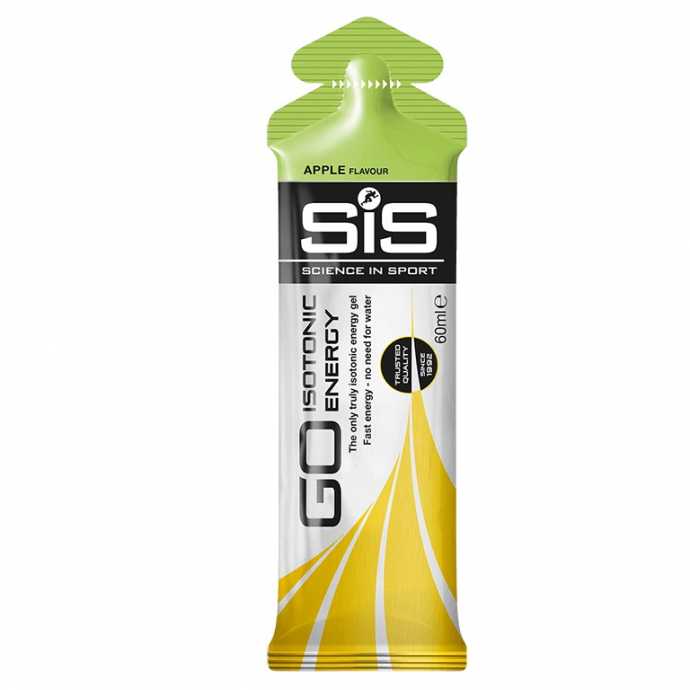 APPLE FLAVOUR
SiS
SCIENCE IN SPORT
GO ISOTONIC
ENERGY
The only truly isotonic energy gel
Fast energy - no need for water
60ml e
TRUSTED
QUALITY
SINCE
1992